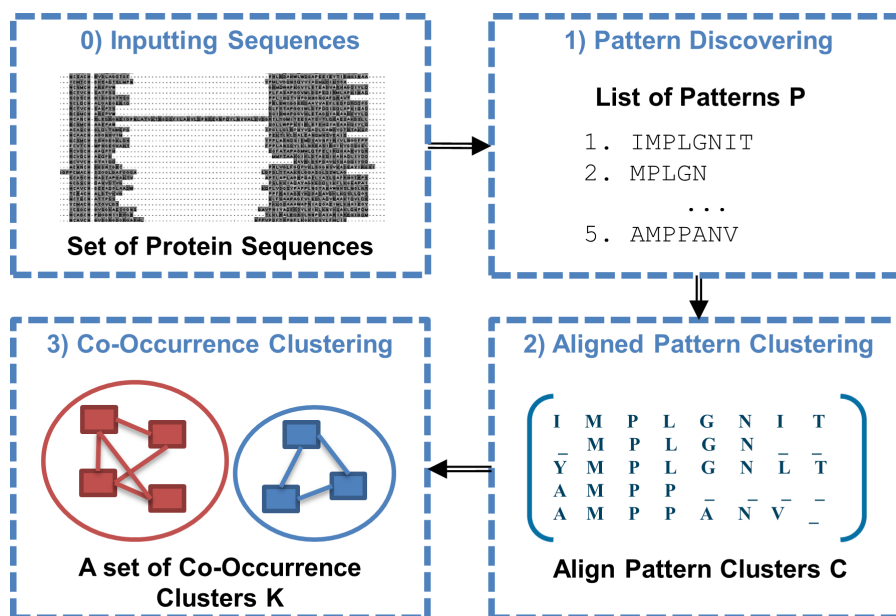 0) Inputting Sequences
Set of Protein Sequences
1) Pattern Discovering
List of Patterns P
1. IMPLGNIT
2. MPLGN
...
5. AMPPANV
3) Co-Occurrence Clustering
A set of Co-Occurrence
Clusters K
2) Aligned Pattern Clustering
I M P L G N I T
_ M P L G N _ _
Y M P L G N L T
A M P P _ _ _ _
A M P P A N V _
Align Pattern Clusters C